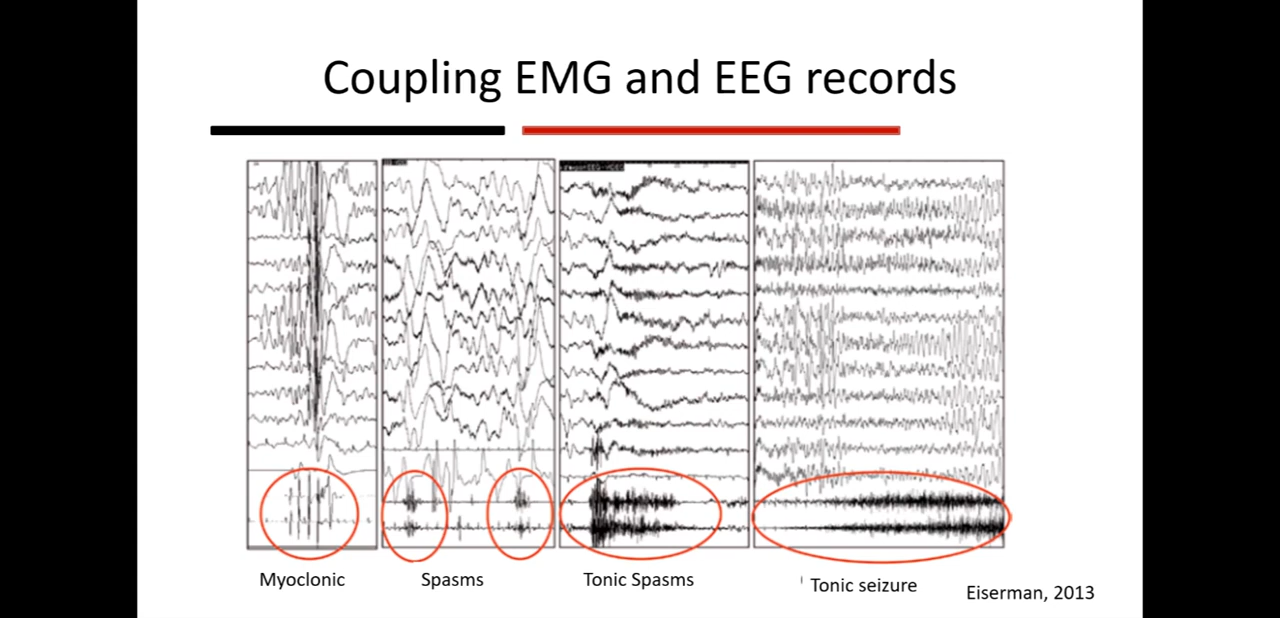 Coupling EMG and EEG records
Myoclonic
Spasms
Tonic Spasms
Tonic seizure
Eiserman, 2013